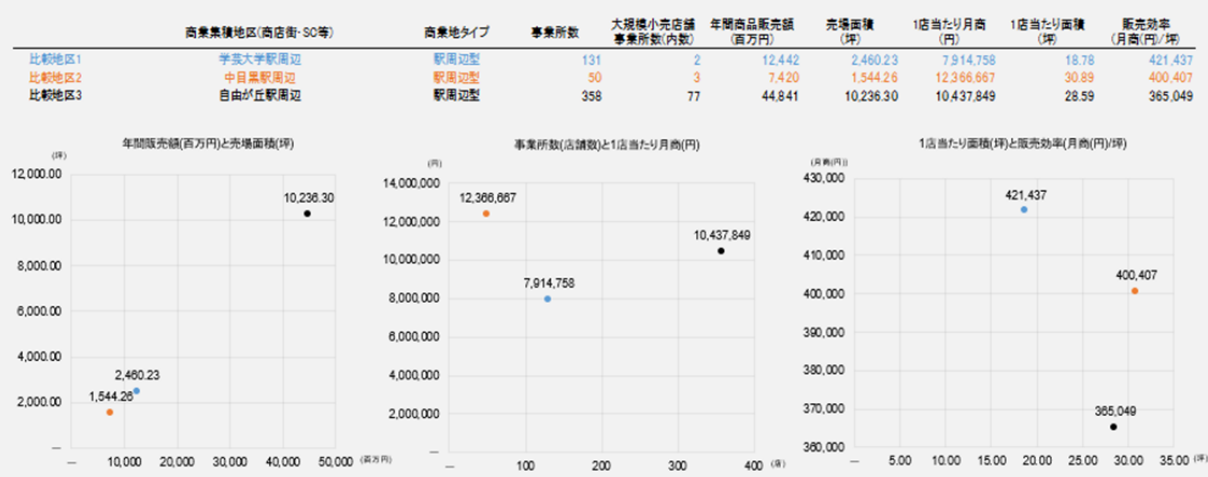 商業集積地区(商店街・SC等) 商業地タイプ 事業所数 大規模小売店舗 事業所数(内数) 年間商品販売額 (百万円) 売場面積 (坪) 1店当たり月商 (円) 1店当たり面積 (坪) 販売効率 (月商(円)/坪)
比較地区1 学芸大学駅周辺 駅周辺型 131 2 12,442 2,460.23 7,914,758 18.78 421,437
比較地区2 中目黒駅周辺 駅周辺型 50 3 7,420 1,544.26 12,366,667 30.89 400,407
比較地区3 自由が丘駅周辺 駅周辺型 358 77 44,841 10,236.30 10,437,849 28.59 365,049
年間販売額(百万円)と売場面積(坪)
(坪)
12,000.00
10,000.00
8,000.00
6,000.00
4,000.00
2,000.00
—
10,236.30
2,460.23
1,544.26
— 10,000 20,000 30,000 40,000 50,000 (百万円)
事業所数(店舗数)と1店当たり月商(円)
(円)
14,000,000
12,000,000
10,000,000
8,000,000
6,000,000
4,000,000
2,000,000
—
12,366,667
10,437,849
7,914,758
— 100 200 300 400 (店)
1店当たり面積(坪)と販売効率(月商(円)/坪)
(月商(円))
430,000
420,000
410,000
400,000
390,000
380,000
370,000
360,000
421,437
400,407
365,049
— 5.00 10.00 15.00 20.00 25.00 30.00 35.00 (坪)